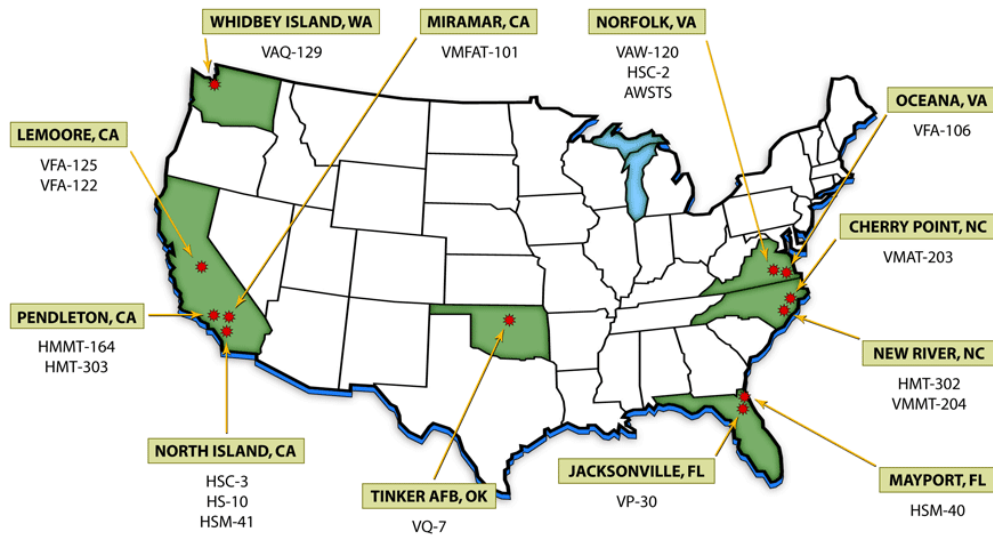 WHIDBEY ISLAND, WA
VAQ-129
MIRAMAR, CA
VMFAT-101
NORFOLK, VA
VAW-120
HSC-2
AWSTS
OCEANA, VA
VFA-106
LEMOORE, CA
VFA-125
VFA-122
CHERRY POINT, NC
VMAT-203
PENDLETON, CA
HMMT-164
HMT-303
NEW RIVER, NC
HMT-302
VMMT-204
NORTH ISLAND, CA
HSC-3
HS-10
HSM-41
TINKER AFB, OK
VQ-7
JACKSONVILLE, FL
VP-30
MAYPORT, FL
HSM-40